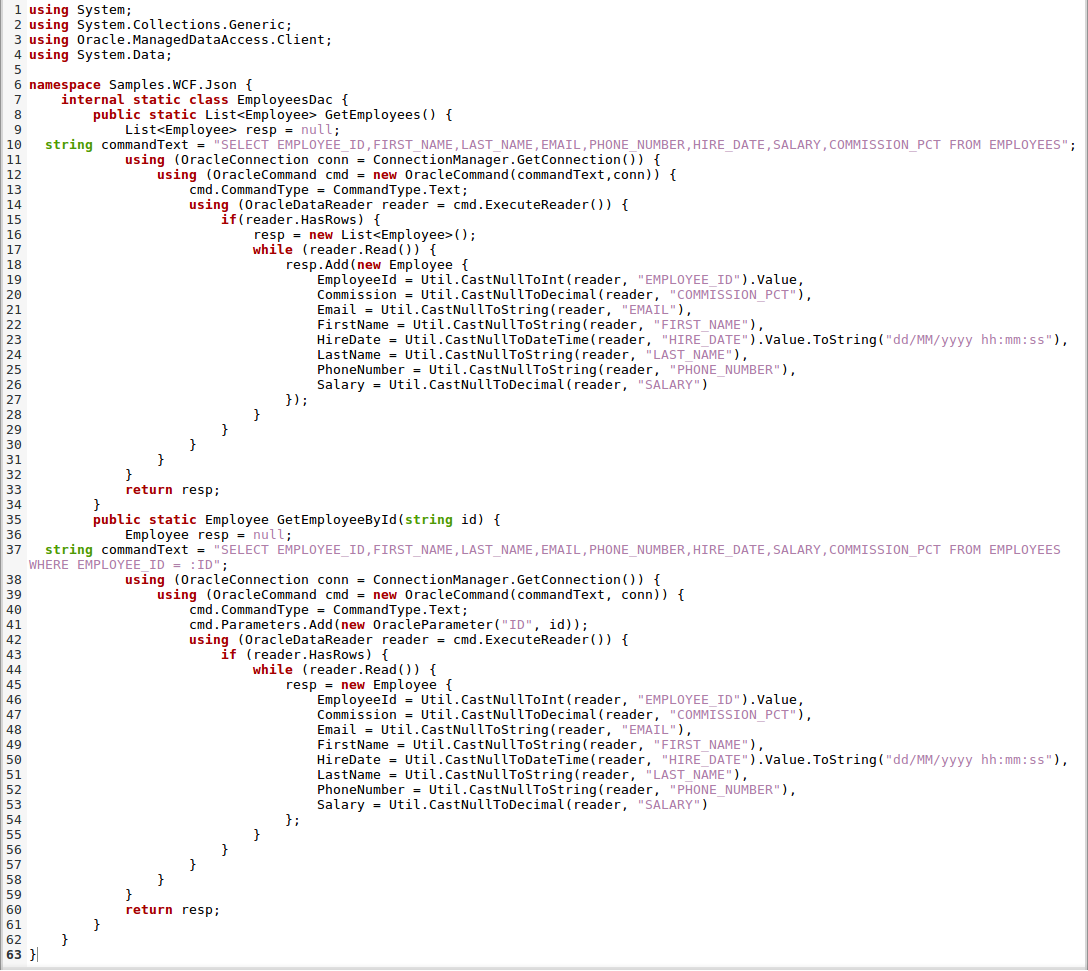 1 using System;
2 using System.Collections.Generic;
3 using Oracle.ManagedDataAccess.Client;
4 using System.Data;
5
6 namespace Samples.WCF.Json {
7     internal static class EmployeesDac {
8         public static List<Employee> GetEmployees() {
9             List<Employee> resp = null;
10   string commandText = "SELECT EMPLOYEE_ID,FIRST_NAME,LAST_NAME,EMAIL,PHONE_NUMBER,HIRE_DATE,SALARY,COMMISSION_PCT FROM EMPLOYEES";
11             using (OracleConnection conn = ConnectionManager.GetConnection()) {
12                 using (OracleCommand cmd = new OracleCommand(commandText,conn)) {
13                     cmd.CommandType = CommandType.Text;
14                     using (OracleDataReader reader = cmd.ExecuteReader()) {
15                         if(reader.HasRows) {
16                             resp = new List<Employee>();
17                             while (reader.Read()) {
18                                 resp.Add(new Employee {
19                                     EmployeeId = Util.CastNullToInt(reader, "EMPLOYEE_ID").Value,
20                                     Commission = Util.CastNullToDecimal(reader, "COMMISSION_PCT"),
21                                     Email = Util.CastNullToString(reader, "EMAIL"),
22                                     FirstName = Util.CastNullToString(reader, "FIRST_NAME"),
23                                     HireDate = Util.CastNullToDateTime(reader, "HIRE_DATE").Value.ToString("dd/MM/yyyy hh:mm:ss"),
24                                     LastName = Util.CastNullToString(reader, "LAST_NAME"),
25                                     PhoneNumber = Util.CastNullToString(reader, "PHONE_NUMBER"),
26                                     Salary = Util.CastNullToDecimal(reader, "SALARY")
27                                 });
28                             }
29                         }
30                     }
31                 }
32             }
33             return resp;
34         }
35         public static Employee GetEmployeeById(string id) {
36             Employee resp = null;
37   string commandText = "SELECT EMPLOYEE_ID,FIRST_NAME,LAST_NAME,EMAIL,PHONE_NUMBER,HIRE_DATE,SALARY,COMMISSION_PCT FROM EMPLOYEES
WHERE EMPLOYEE_ID = :ID";
38             using (OracleConnection conn = ConnectionManager.GetConnection()) {
39                 using (OracleCommand cmd = new OracleCommand(commandText, conn)) {
40                     cmd.CommandType = CommandType.Text;
41                     cmd.Parameters.Add(new OracleParameter("ID", id));
42                     using (OracleDataReader reader = cmd.ExecuteReader()) {
43                         if (reader.HasRows) {
44                             while (reader.Read()) {
45                                 resp = new Employee {
46                                     EmployeeId = Util.CastNullToInt(reader, "EMPLOYEE_ID").Value,
47                                     Commission = Util.CastNullToDecimal(reader, "COMMISSION_PCT"),
48                                     Email = Util.CastNullToString(reader, "EMAIL"),
49                                     FirstName = Util.CastNullToString(reader, "FIRST_NAME"),
50                                     HireDate = Util.CastNullToDateTime(reader, "HIRE_DATE").Value.ToString("dd/MM/yyyy hh:mm:ss"),
51                                     LastName = Util.CastNullToString(reader, "LAST_NAME"),
52                                     PhoneNumber = Util.CastNullToString(reader, "PHONE_NUMBER"),
53                                     Salary = Util.CastNullToDecimal(reader, "SALARY")
54                                 };
55                             }
56                         }
57                     }
58                 }
59             }
60             return resp;
61         }
62     }
63 }